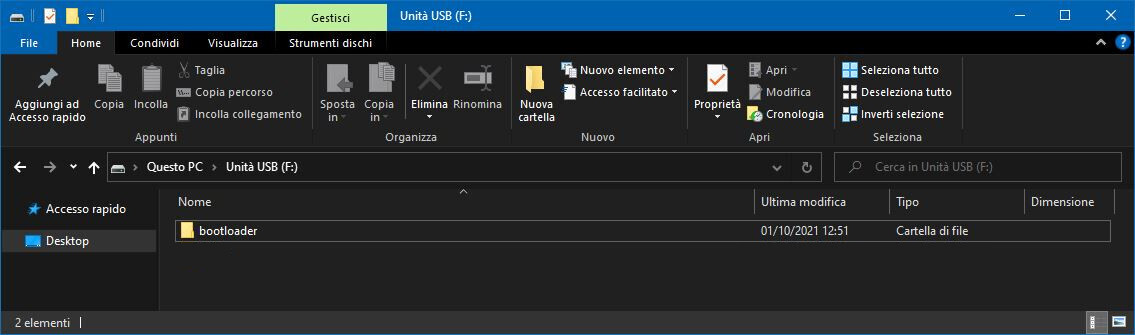 Gestisci
Unità USB (F:)
File
Home
Condividi
Visualizza
Strumenti dischi
Aggiungi ad
Accesso rapido
Copia
Incolla
Taglia
Copia percorso
Incolla collegamento
Appunti
Sposta
in
Copia
in
Elimina
Rinomina
Organizza
Nuova
cartella
Nuovo elemento
Accesso facilitato
Nuovo
Proprietà
Apri
Modifica
Cronologia
Apri
Seleziona tutto
Deseleziona tutto
Inverti selezione
Seleziona
Questo PC
Unità USB (F:)
Cerca in Unità USB (F:)
Accesso rapido
Desktop
Nome
Ultima modifica
Tipo
Dimensione
bootloader
01/10/2021 12:51
Cartella di file
2 elementi